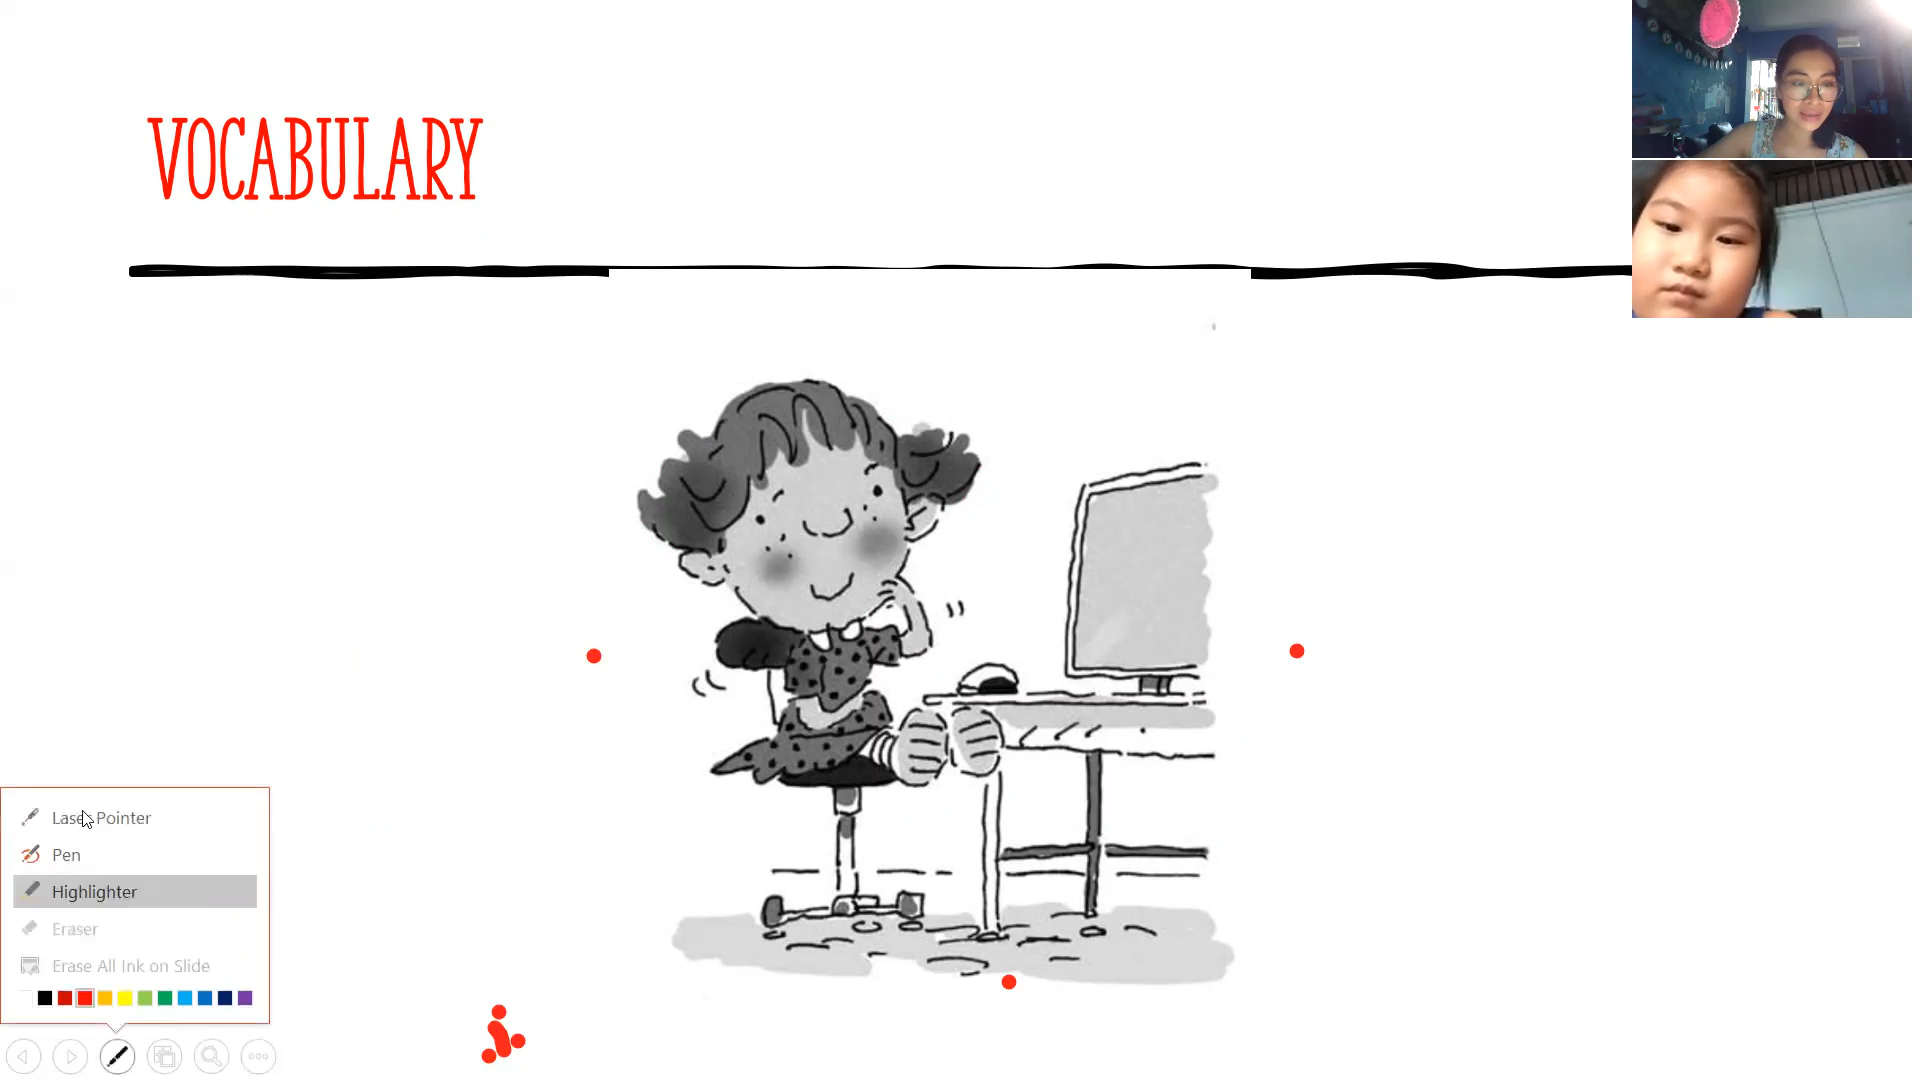 VOCABULARY
Laser Pointer
Pen
Highlighter
Eraser
Erase All Ink on Slide